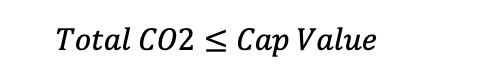 Total CO2 ≤ Cap Value